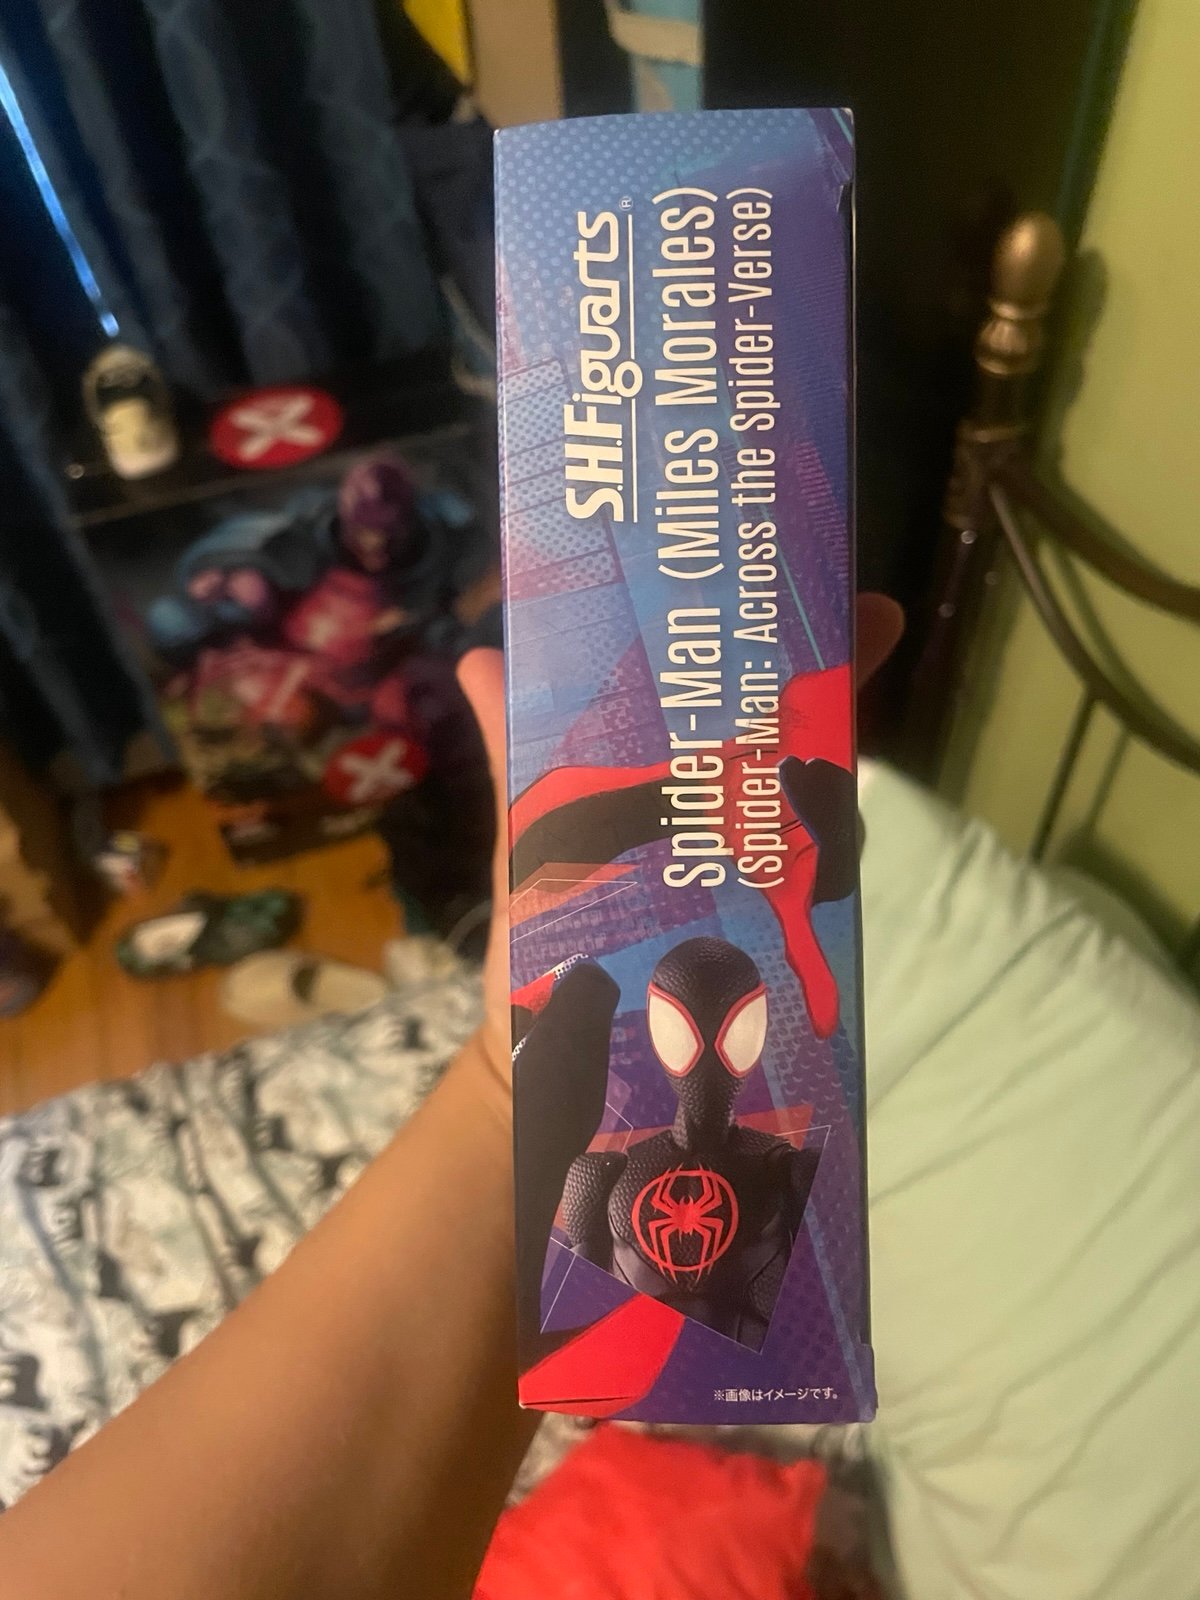 S.H.Figuarts®
Spider-Man (Miles Morales)
(Spider-Man: Across the Spider-Verse)
※画像はイメージです。